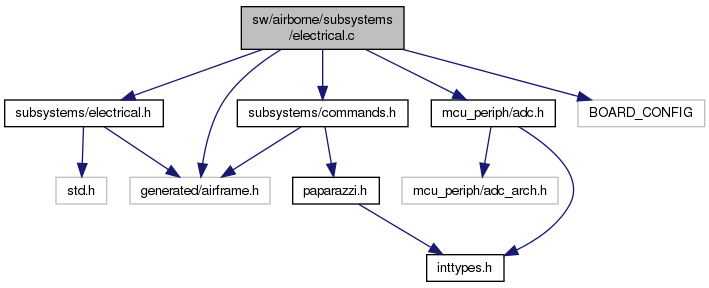 sw/airborne/subsystems
/electrical.c
subsystems/electrical.h
subsystems/commands.h
mcu_periph/adc.h
BOARD_CONFIG
std.h
generated/airframe.h
paparazzi.h
mcu_periph/adc_arch.h
inttypes.h